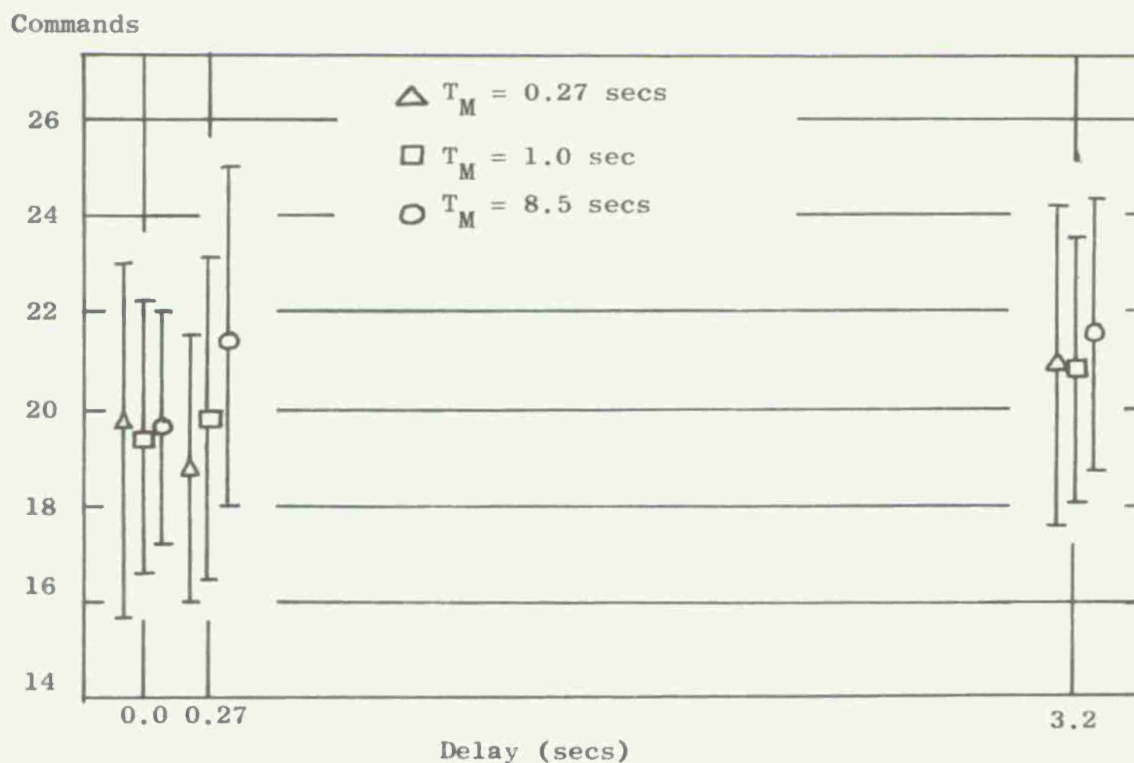 Commands
26
24
22
20
18
16
14
T_M = 0.27 secs
T_M = 1.0 sec
T_M = 8.5 secs
0.0 0.27 3.2
Delay (secs)